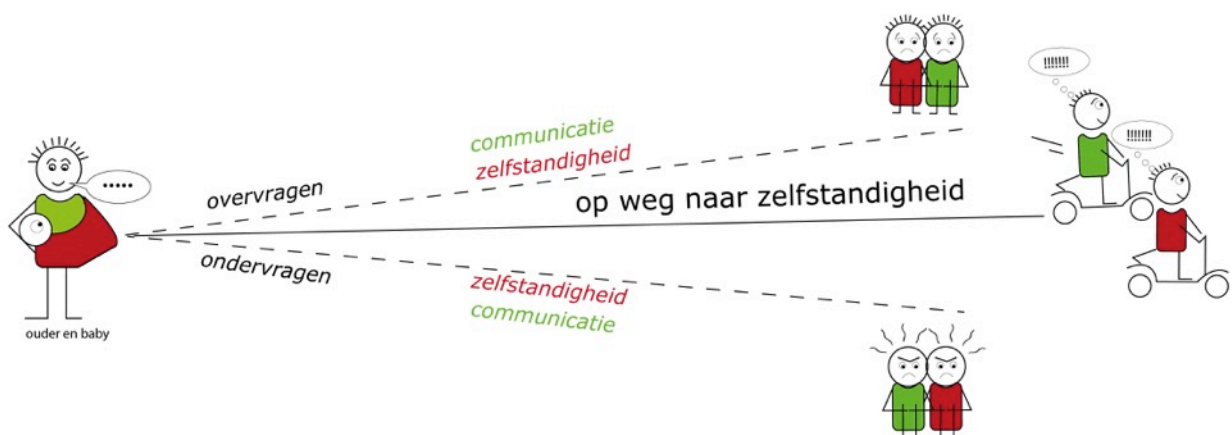 !!!!!!!
!!!!!!!
communicatie
zelfstandigheid
•••••
overvragen
op weg naar zelfstandigheid
ondervragen
zelfstandigheid
communicatie
ouder en baby